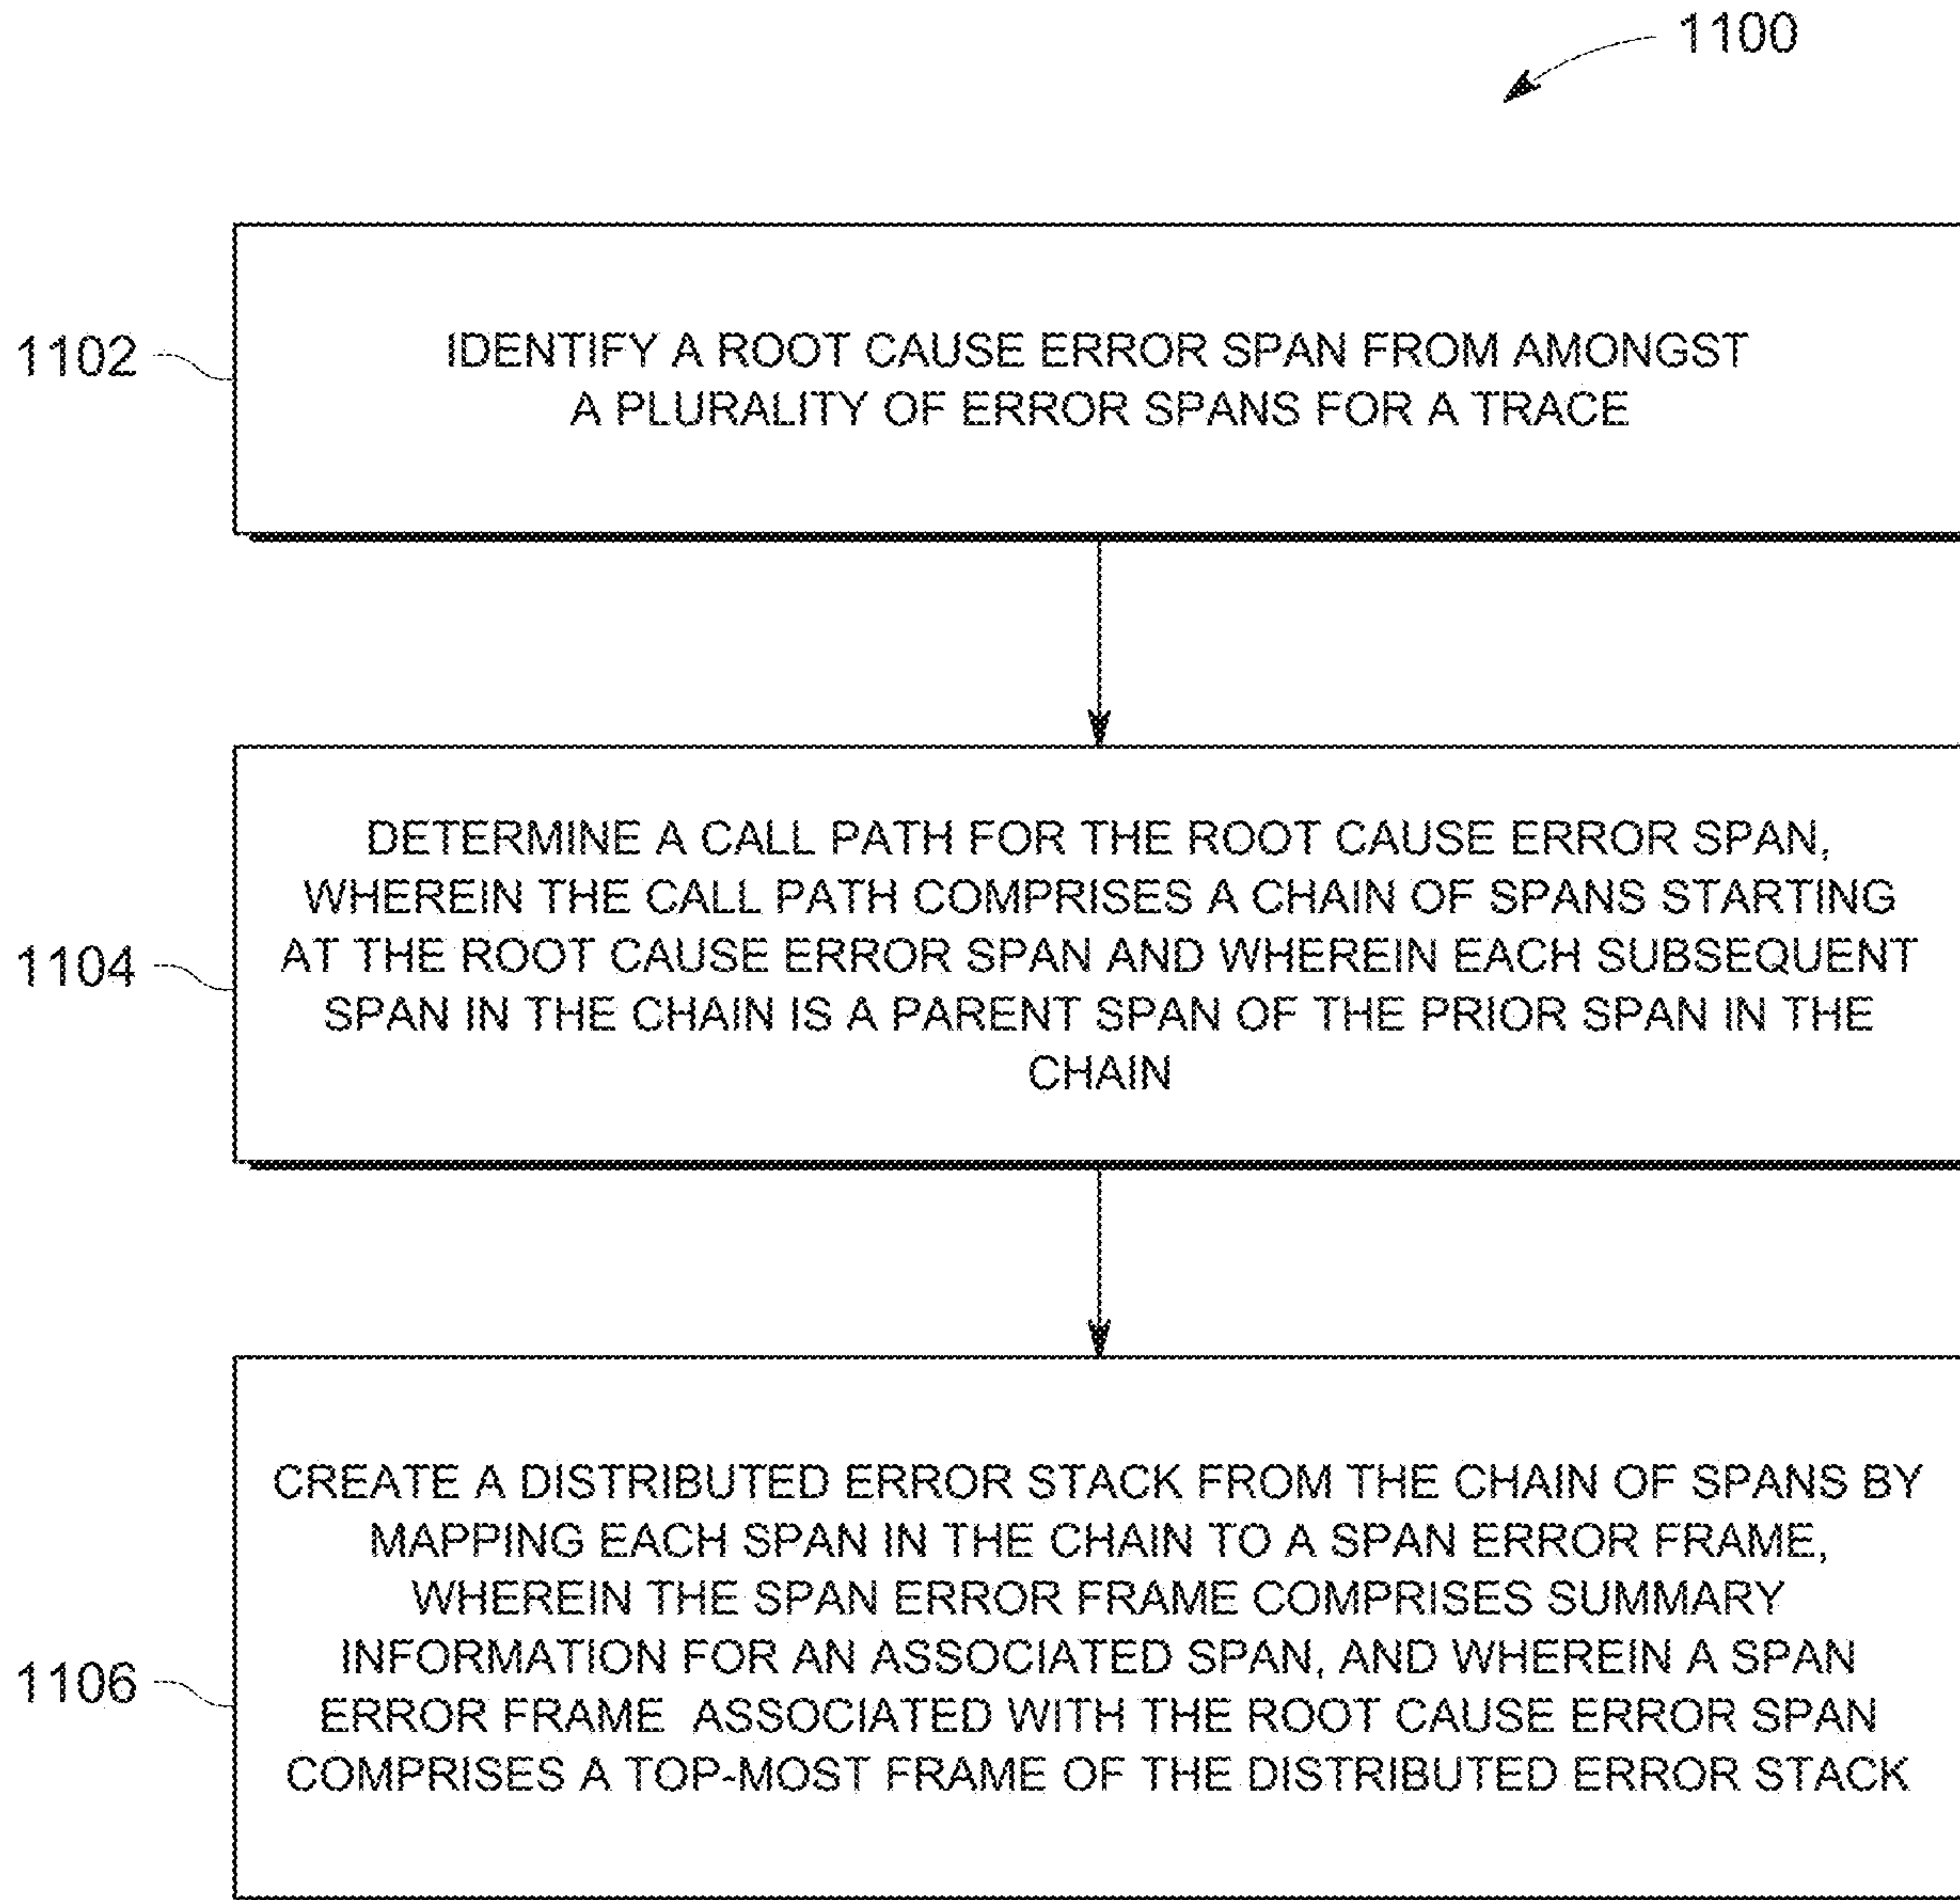 1100
1102
IDENTIFY A ROOT CAUSE ERROR SPAN FROM AMONGST
A PLURALITY OF ERROR SPANS FOR A TRACE
1104
DETERMINE A CALL PATH FOR THE ROOT CAUSE ERROR SPAN,
WHEREIN THE CALL PATH COMPRISES A CHAIN OF SPANS STARTING
AT THE ROOT CAUSE ERROR SPAN AND WHEREIN EACH SUBSEQUENT
SPAN IN THE CHAIN IS A PARENT SPAN OF THE PRIOR SPAN IN THE
CHAIN
1106
CREATE A DISTRIBUTED ERROR STACK FROM THE CHAIN OF SPANS BY
MAPPING EACH SPAN IN THE CHAIN TO A SPAN ERROR FRAME,
WHEREIN THE SPAN ERROR FRAME COMPRISES SUMMARY
INFORMATION FOR AN ASSOCIATED SPAN, AND WHEREIN A SPAN
ERROR FRAME ASSOCIATED WITH THE ROOT CAUSE ERROR SPAN
COMPRISES A TOP-MOST FRAME OF THE DISTRIBUTED ERROR STACK